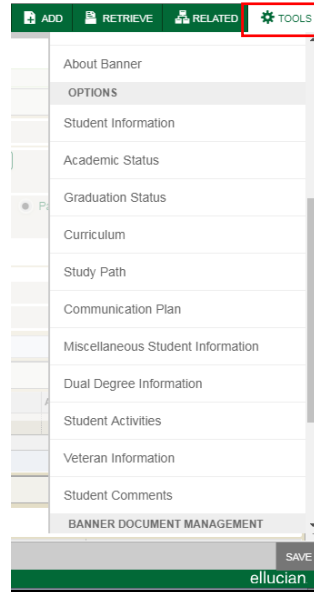 ADD RETRIEVE RELATED TOOLS
About Banner
OPTIONS
Student Information
Academic Status
Graduation Status
Curriculum
Study Path
Communication Plan
Miscellaneous Student Information
Dual Degree Information
Student Activities
Veteran Information
Student Comments
BANNER DOCUMENT MANAGEMENT
SAVE
ellucian